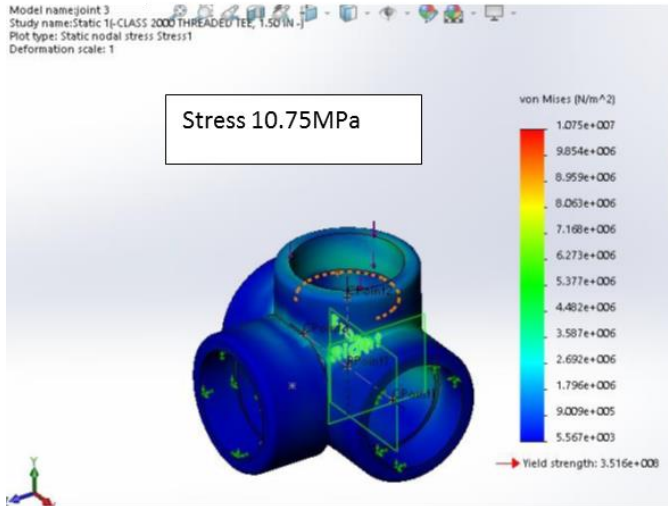 Model name:joint 3
Study name:Static 1(-CLASS 2000 THREADED TEE, 1.50 IN -)
Plot type: Static nodal stress Stress1
Deformation scale: 1
Stress 10.75MPa
von Mises (N/m^2)
1.075e+007
9.854e+006
8.959e+006
8.063e+006
7.168e+006
6.273e+006
5.377e+006
4.482e+006
3.587e+006
2.692e+006
1.796e+006
9.009e+005
5.567e+003
Yield strength: 3.516e+008
Right
Y